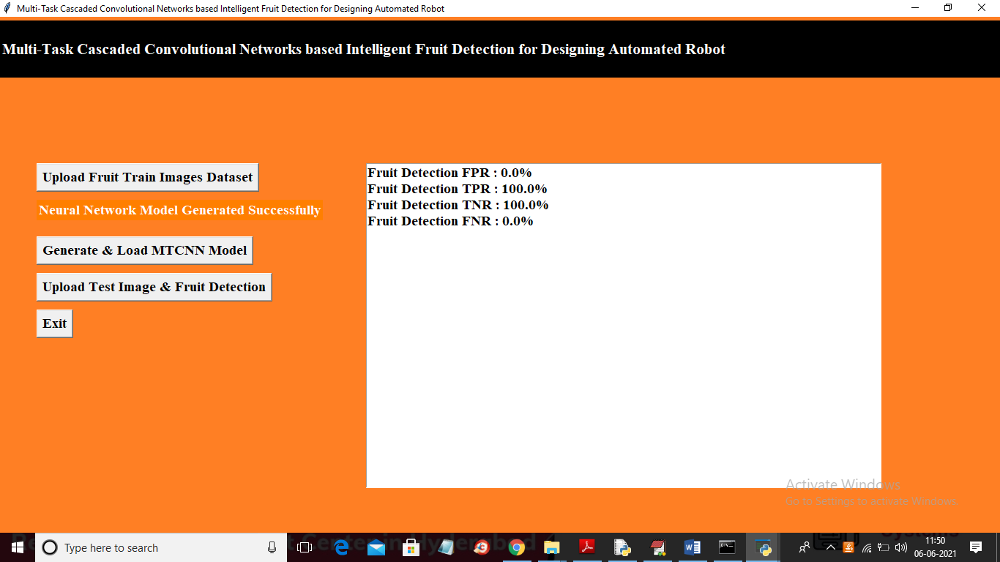 Multi-Task Cascaded Convolutional Networks based Intelligent Fruit Detection for Designing Automated Robot
Multi-Task Cascaded Convolutional Networks based Intelligent Fruit Detection for Designing Automated Robot
Upload Fruit Train Images Dataset
Neural Network Model Generated Successfully
Generate & Load MTCNN Model
Upload Test Image & Fruit Detection
Exit
Fruit Detection FPR : 0.0%
Fruit Detection TPR : 100.0%
Fruit Detection TNR : 100.0%
Fruit Detection FNR : 0.0%
Activate Windows
Go to Settings to activate Windows.
Type here to search
11:50
06-06-2021